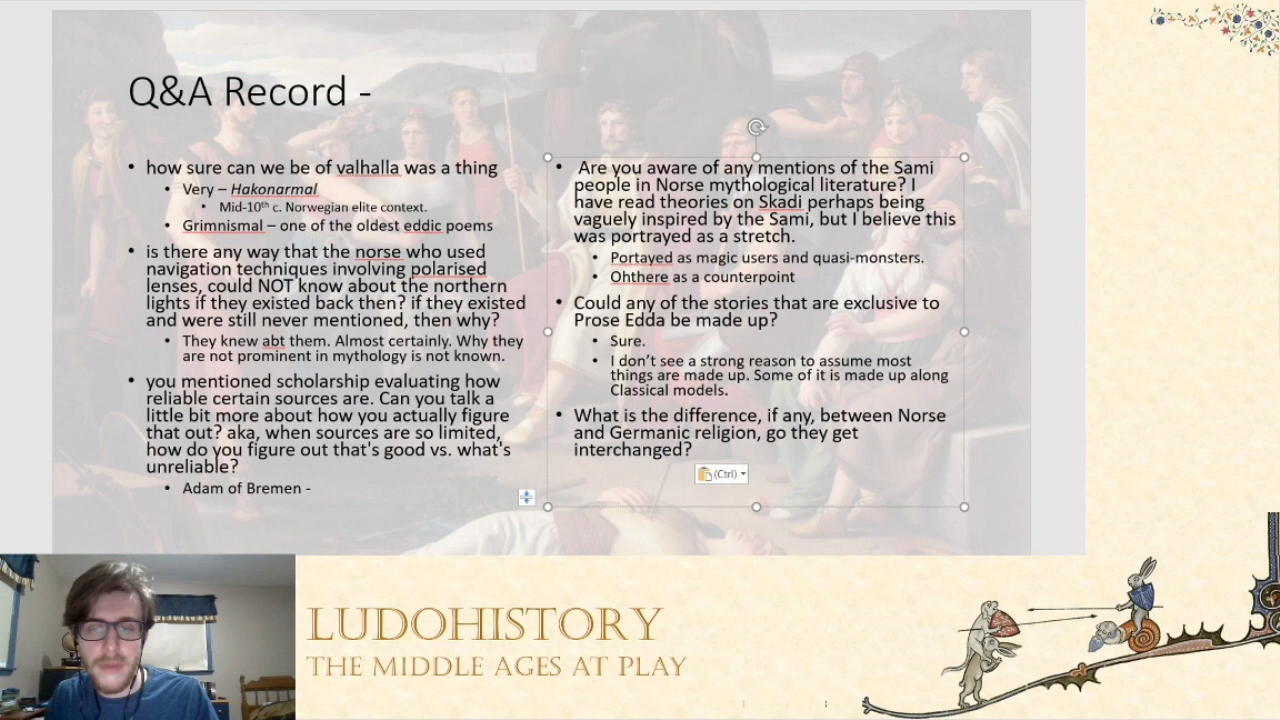 Q&A Record -
• how sure can we be of valhalla was a thing
• Very – Hakonarmal
• Mid-10th c. Norwegian elite context.
• Grimnismal – one of the oldest eddic poems
• is there any way that the norse who used
navigation techniques involving polarised
lenses, could NOT know about the northern
lights if they existed back then? if they existed
and were still never mentioned, then why?
• They knew abt them. Almost certainly. Why they
are not prominent in mythology is not known.
• you mentioned scholarship evaluating how
reliable certain sources are. Can you talk a
little bit more about how you actually figure
that out? aka, when sources are so limited,
how do you figure out that's good vs. what's
unreliable?
• Adam of Bremen -
• Are you aware of any mentions of the Sami
people in Norse mythological literature? I
have read theories on Skadi perhaps being
vaguely inspired by the Sami, but I believe this
was portrayed as a stretch.
• Portayed as magic users and quasi-monsters.
• Ohthere as a counterpoint
• Could any of the stories that are exclusive to
Prose Edda be made up?
• Sure.
• I don't see a strong reason to assume most
things are made up. Some of it is made up along
Classical models.
• What is the difference, if any, between Norse
and Germanic religion, go they get
interchanged?
(Ctrl)
LUDOHISTORY
THE MIDDLE AGES AT PLAY